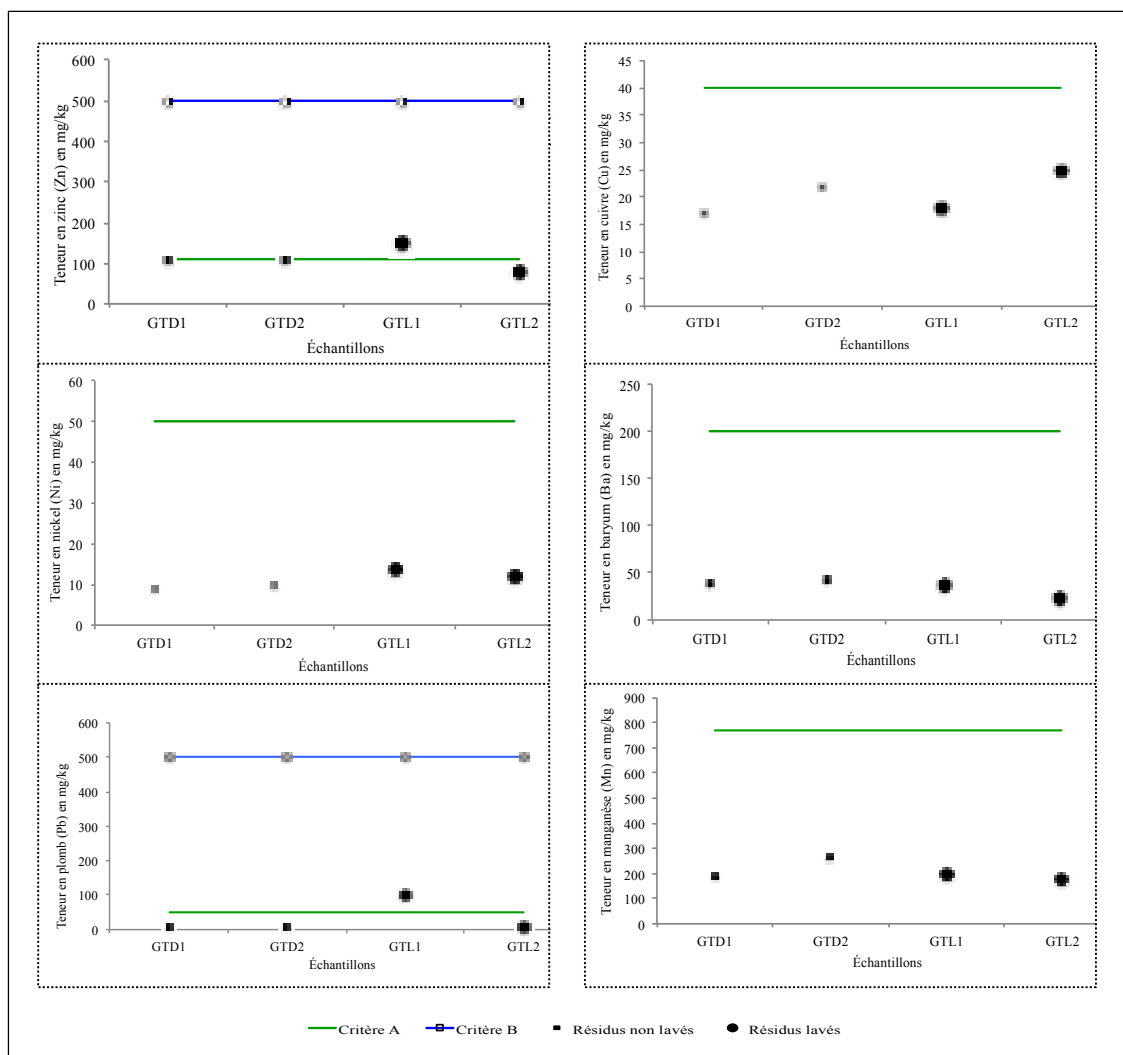 Teneur en zinc (Zn) en mg/kg
600
500
400
300
200
100
0
GTD1 GTD2 GTL1 GTL2
Échantillons
Teneur en cuivre (Cu) en mg/kg
45
40
35
30
25
20
15
10
5
0
GTD1 GTD2 GTL1 GTL2
Échantillons
Teneur en nickel (Ni) en mg/kg
60
50
40
30
20
10
0
GTD1 GTD2 GTL1 GTL2
Échantillons
Teneur en baryum (Ba) en mg/kg
250
200
150
100
50
0
GTD1 GTD2 GTL1 GTL2
Échantillons
Teneur en plomb (Pb) en mg/kg
600
500
400
300
200
100
0
GTD1 GTD2 GTL1 GTL2
Échantillons
Teneur en manganèse (Mn) en mg/kg
900
800
700
600
500
400
300
200
100
0
GTD1 GTD2 GTL1 GTL2
Échantillons
Critère A Critère B Résidus non lavés Résidus lavés